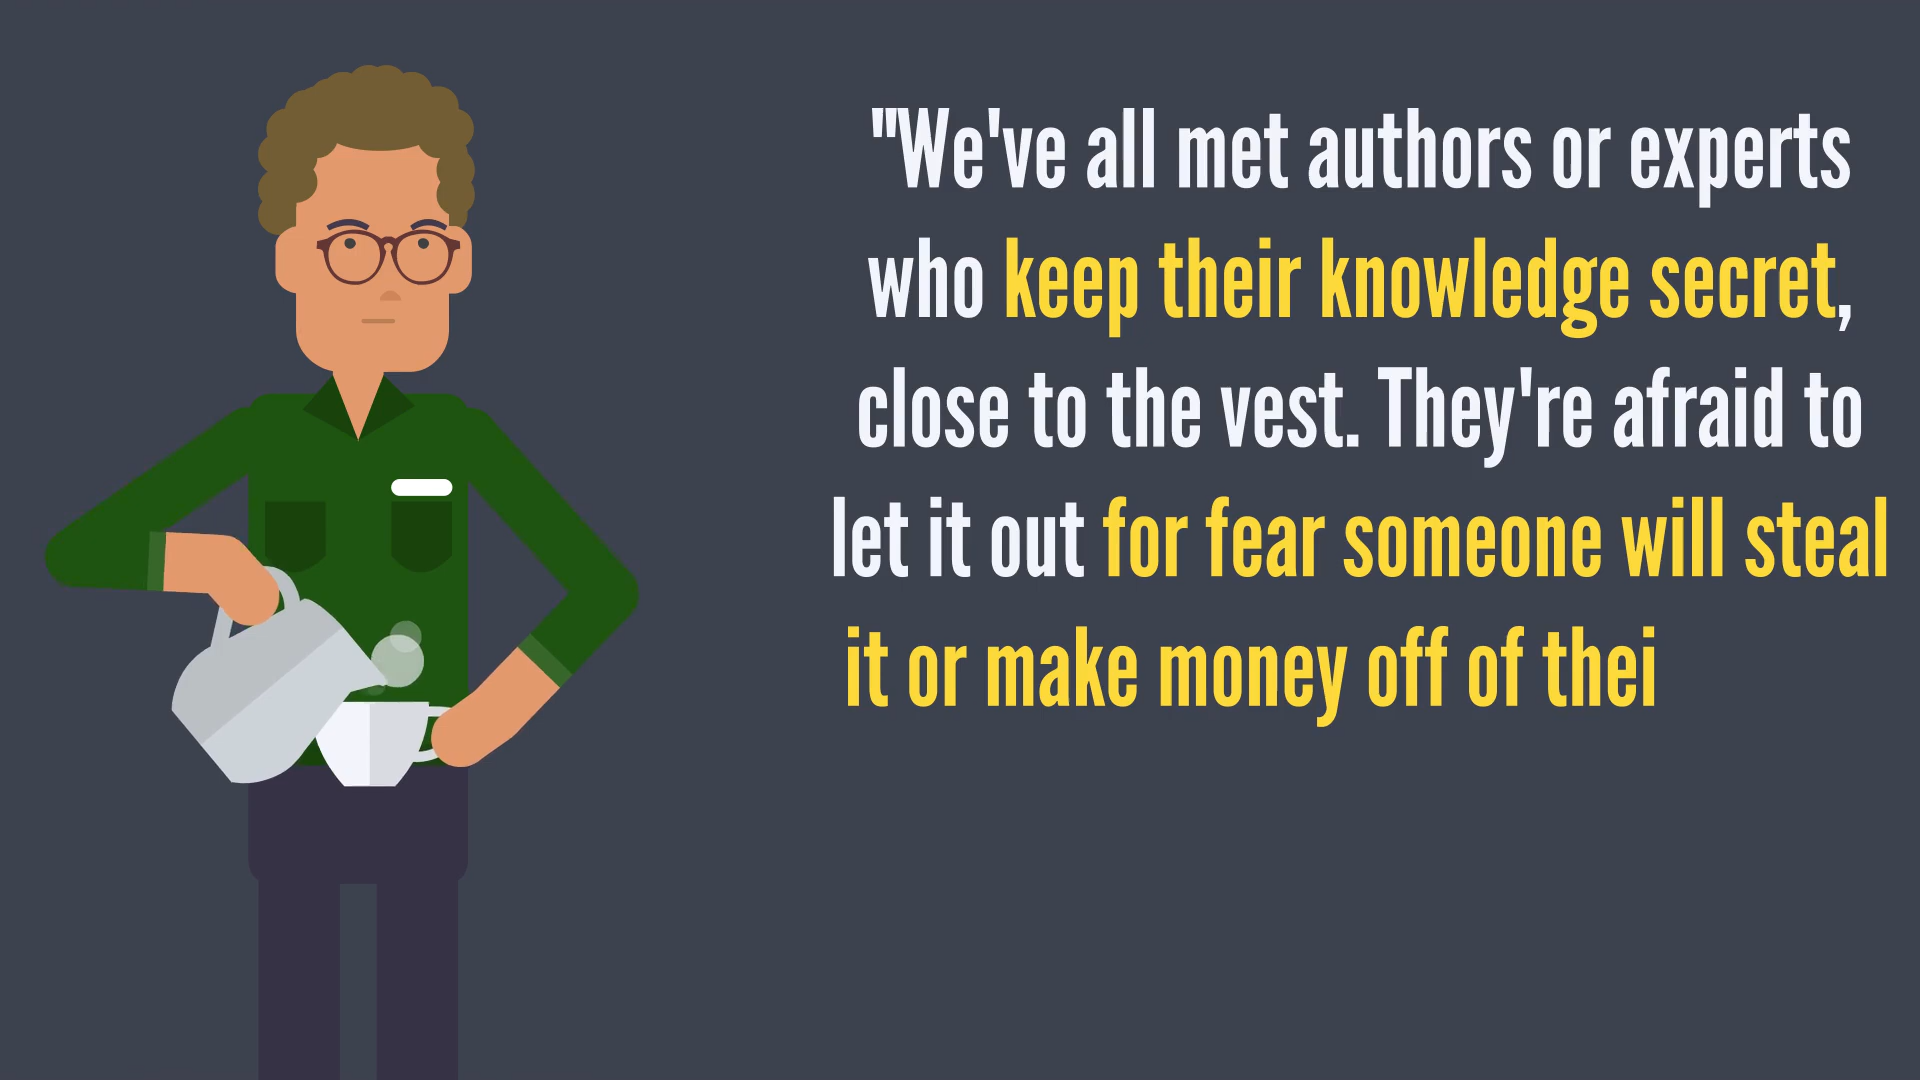 "We've all met authors or experts
who keep their knowledge secret,
close to the vest. They're afraid to
let it out for fear someone will steal
it or make money off of thei